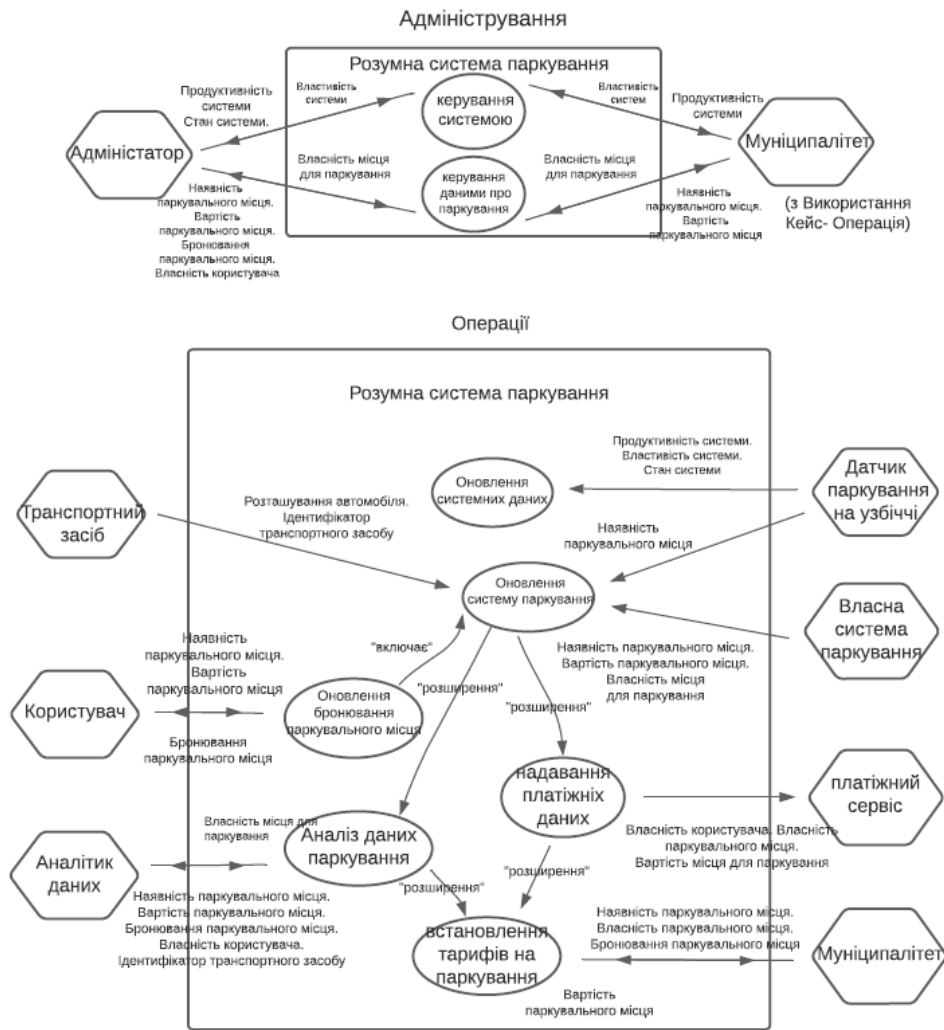 Адміністрування
Розумна система паркування
Продуктивність
системи
Стан системи.
Властивість
системи
керування
системою
Властивість
систем
Продуктивність
системи
Адміністатор
Муніципалітет
Власність місця
для паркування
керування
даними про
паркування
Власність місця
для паркування
Наявність
паркувального місця.
Вартість
паркувального місця.
Бронювання
паркувального місця.
Власність користувача
Наявність
паркувального місця.
Вартість
паркувального місця
(з Використання
Кейс- Операція)
Операції
Розумна система паркування
Продуктивність системи.
Властивість системи.
Стан системи
Оновлення
системних даних
Датчик
паркування
на узбіччі
Транспортний
засіб
Розташування автомобіля.
Ідентифікатор
транспортного засобу
Наявність
паркувального місця
Оновлення
систему паркування
Власна
система
паркування
Наявність
паркувального місця.
Вартість
паркувального місця
"включає"
Наявність паркувального місця.
Вартість паркувального місця.
Власність місця
для паркування
"розширення"
"розширення"
Користувач
Оновлення
бронювання
паркувального місця
Бронювання
паркувального місця
надавання
платіжніх
даних
платіжний
сервіс
Власність місця для
паркування
Аналіз даних
паркування
Власність користувача. Власність
паркувального місця.
Вартість місця для паркування
Аналітик
даних
"розширення"
"розширення"
Наявність паркувального місця.
Вартість паркувального місця.
Бронювання паркувального місця.
Власність користувача.
Ідентифікатор транспортного засобу
встановлення
тарифів на
паркування
Наявність паркувального місця.
Власність паркувального місця.
Бронювання паркувального місця
Муніципалітет
Вартість
паркувального місця